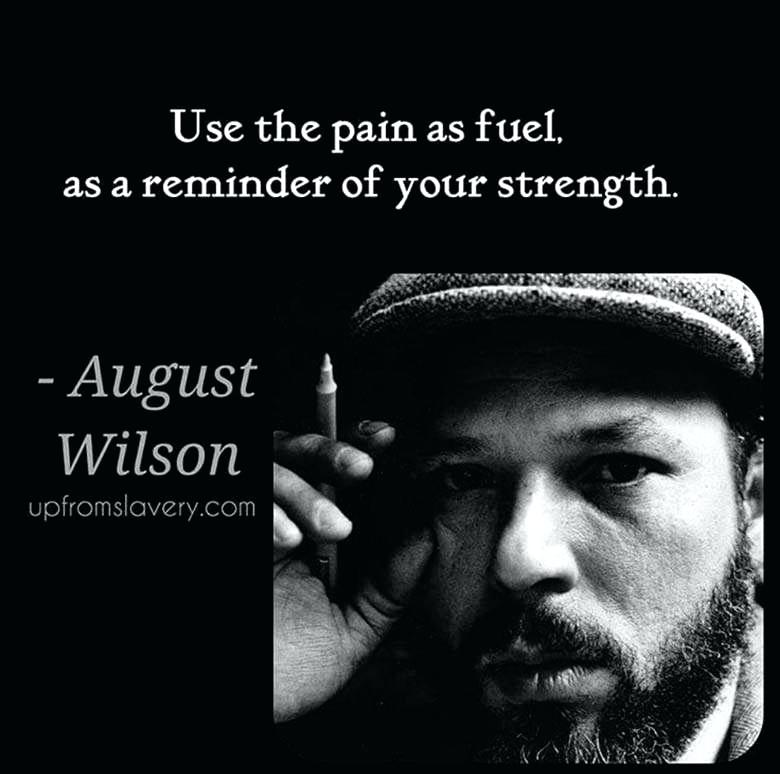 Use the pain as fuel,
as a reminder of your strength.
- August
Wilson
upfromslavery.com